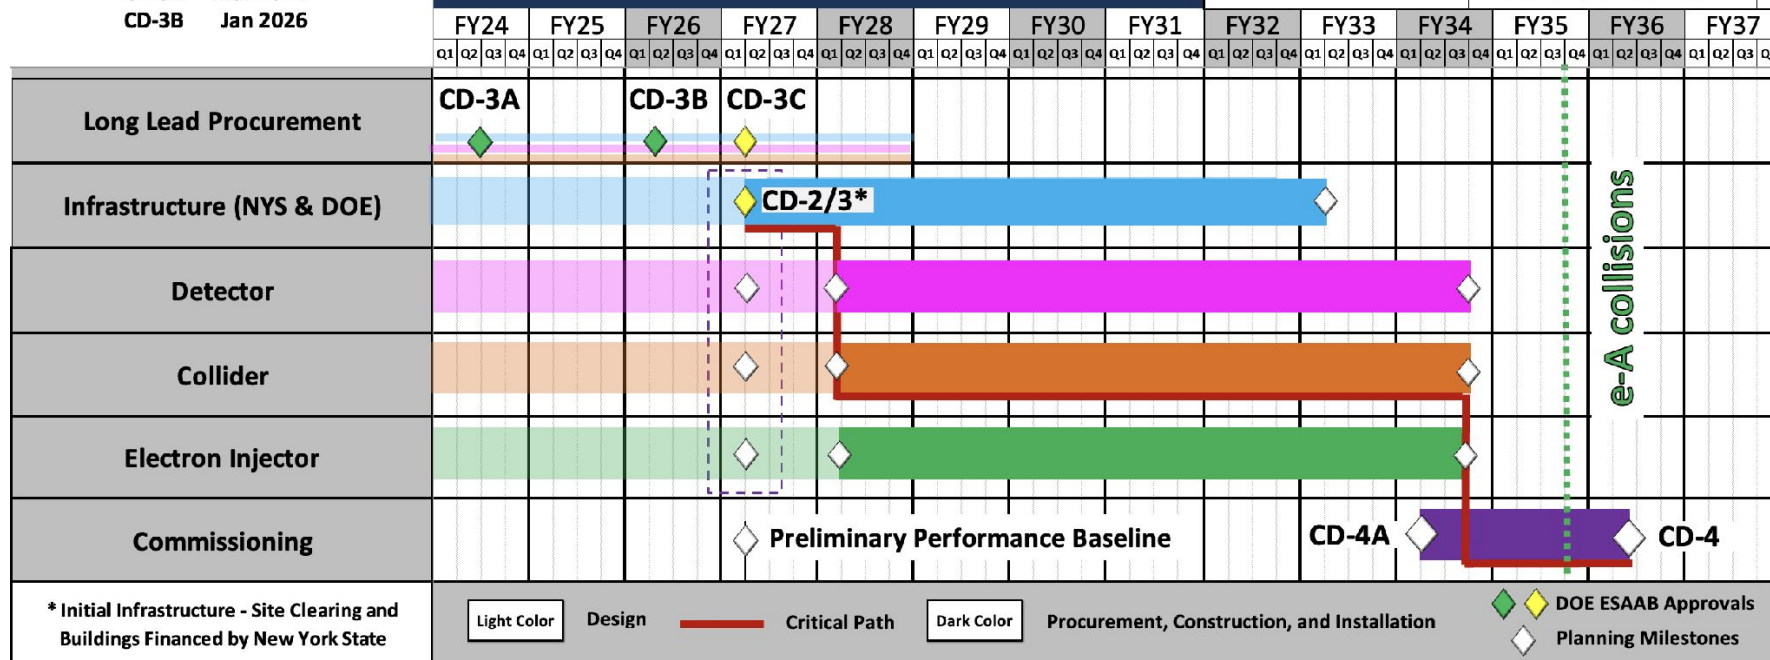 CD-3B Jan 2026
FY24 FY25 FY26 FY27 FY28 FY29 FY30 FY31 FY32 FY33 FY34 FY35 FY36 FY37
Q1 Q2 Q3 Q4 Q1 Q2 Q3 Q4 Q1 Q2 Q3 Q4 Q1 Q2 Q3 Q4 Q1 Q2 Q3 Q4 Q1 Q2 Q3 Q4 Q1 Q2 Q3 Q4 Q1 Q2 Q3 Q4 Q1 Q2 Q3 Q4 Q1 Q2 Q3 Q4 Q1 Q2 Q3 Q4 Q1 Q2 Q3 Q4 Q1 Q2 Q3 Q4 Q1 Q2 Q3
CD-3A CD-3B CD-3C
Long Lead Procurement
Infrastructure (NYS & DOE)
CD-2/3*
Detector
Collider
Electron Injector
Commissioning
Preliminary Performance Baseline
CD-4A
CD-4
e-A collisions
* Initial Infrastructure - Site Clearing and
Buildings Financed by New York State
Light Color Design Critical Path Dark Color Procurement, Construction, and Installation
DOE ESAAB Approvals
Planning Milestones